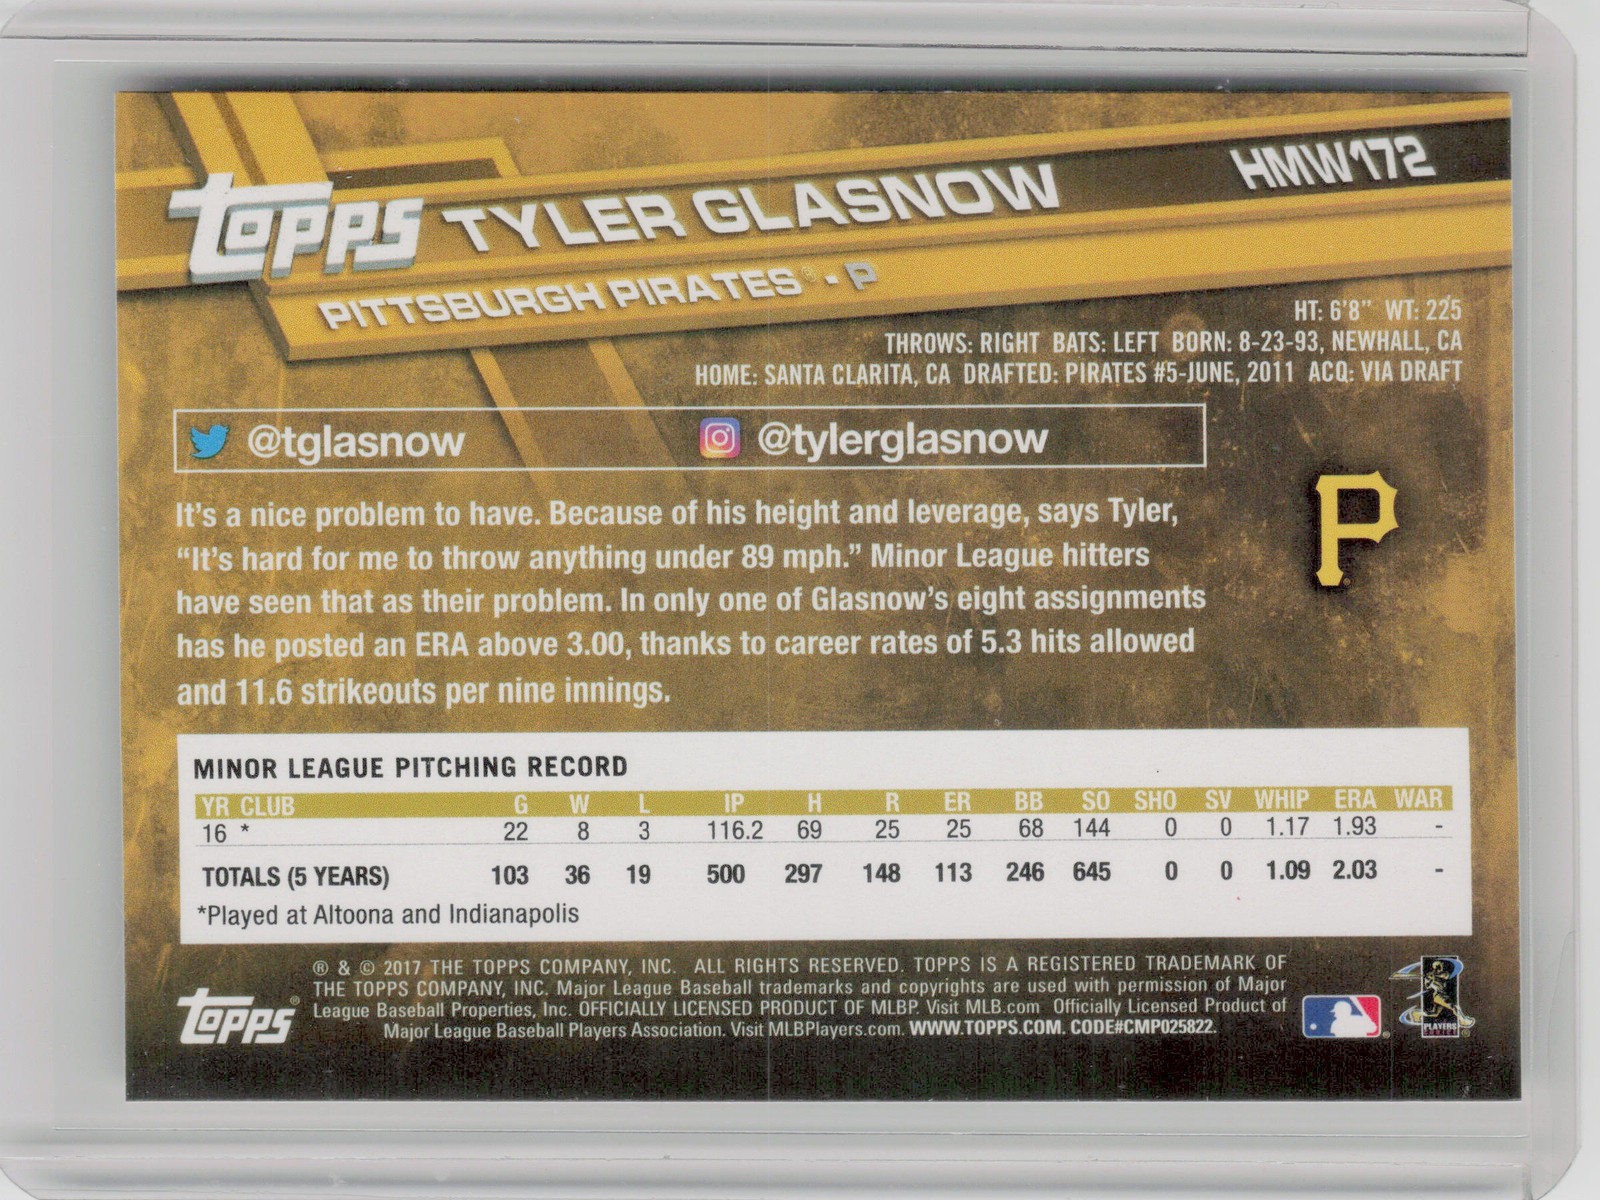 topps TYLER GLASNOW HMW172
PITTSBURGH PIRATES® • P
HT: 6'8" WT: 225
THROWS: RIGHT BATS: LEFT BORN: 8-23-93, NEWHALL, CA
HOME: SANTA CLARITA, CA DRAFTED: PIRATES #5-JUNE, 2011 ACQ: VIA DRAFT
@tglasnow @tylerglasnow
It's a nice problem to have. Because of his height and leverage, says Tyler,
"It's hard for me to throw anything under 89 mph." Minor League hitters
have seen that as their problem. In only one of Glasnow's eight assignments
has he posted an ERA above 3.00, thanks to career rates of 5.3 hits allowed
and 11.6 strikeouts per nine innings.
P
MINOR LEAGUE PITCHING RECORD
YR CLUB G W L IP H R ER BB SO SHO SV WHIP ERA WAR
16 * 22 8 3 116.2 69 25 25 68 144 0 0 1.17 1.93 -
TOTALS (5 YEARS) 103 36 19 500 297 148 113 246 645 0 0 1.09 2.03 -
*Played at Altoona and Indianapolis
® & © 2017 THE TOPPS COMPANY, INC. ALL RIGHTS RESERVED. TOPPS IS A REGISTERED TRADEMARK OF
THE TOPPS COMPANY, INC. Major League Baseball trademarks and copyrights are used with permission of Major
League Baseball Properties, Inc. OFFICIALLY LICENSED PRODUCT OF MLBP. Visit MLB.com Officially Licensed Product of
Major League Baseball Players Association. Visit MLBPlayers.com. WWW.TOPPS.COM. CODE#CMP025822.
topps®
PLAYERS
CHOICE